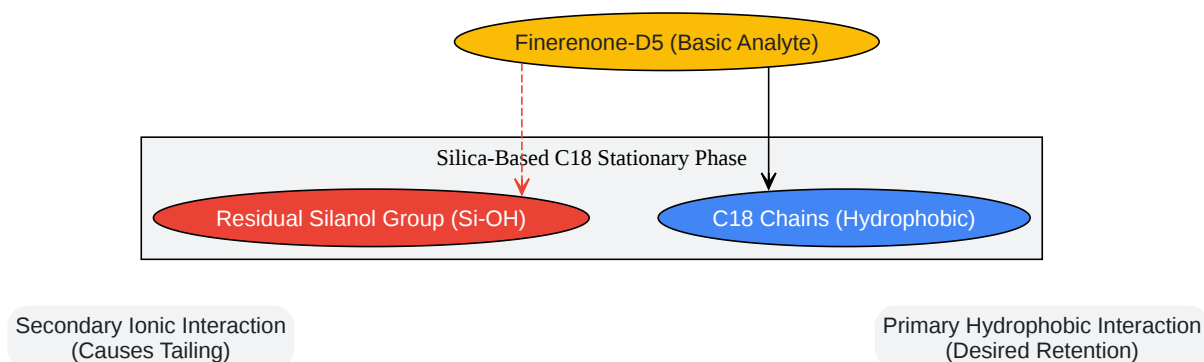 Finerenone-D5 (Basic Analyte)
Silica-Based C18 Stationary Phase
Residual Silanol Group (Si-OH)
C18 Chains (Hydrophobic)
Secondary Ionic Interaction
(Causes Tailing)
Primary Hydrophobic Interaction
(Desired Retention)